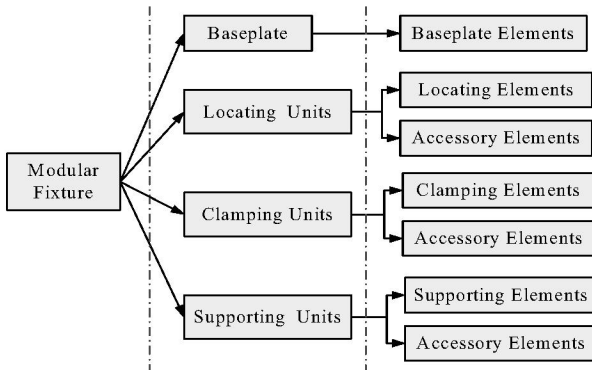 Modular
Fixture
Baseplate
Locating Units
Clamping Units
Supporting Units
Baseplate Elements
Locating Elements
Accessory Elements
Clamping Elements
Accessory Elements
Supporting Elements
Accessory Elements